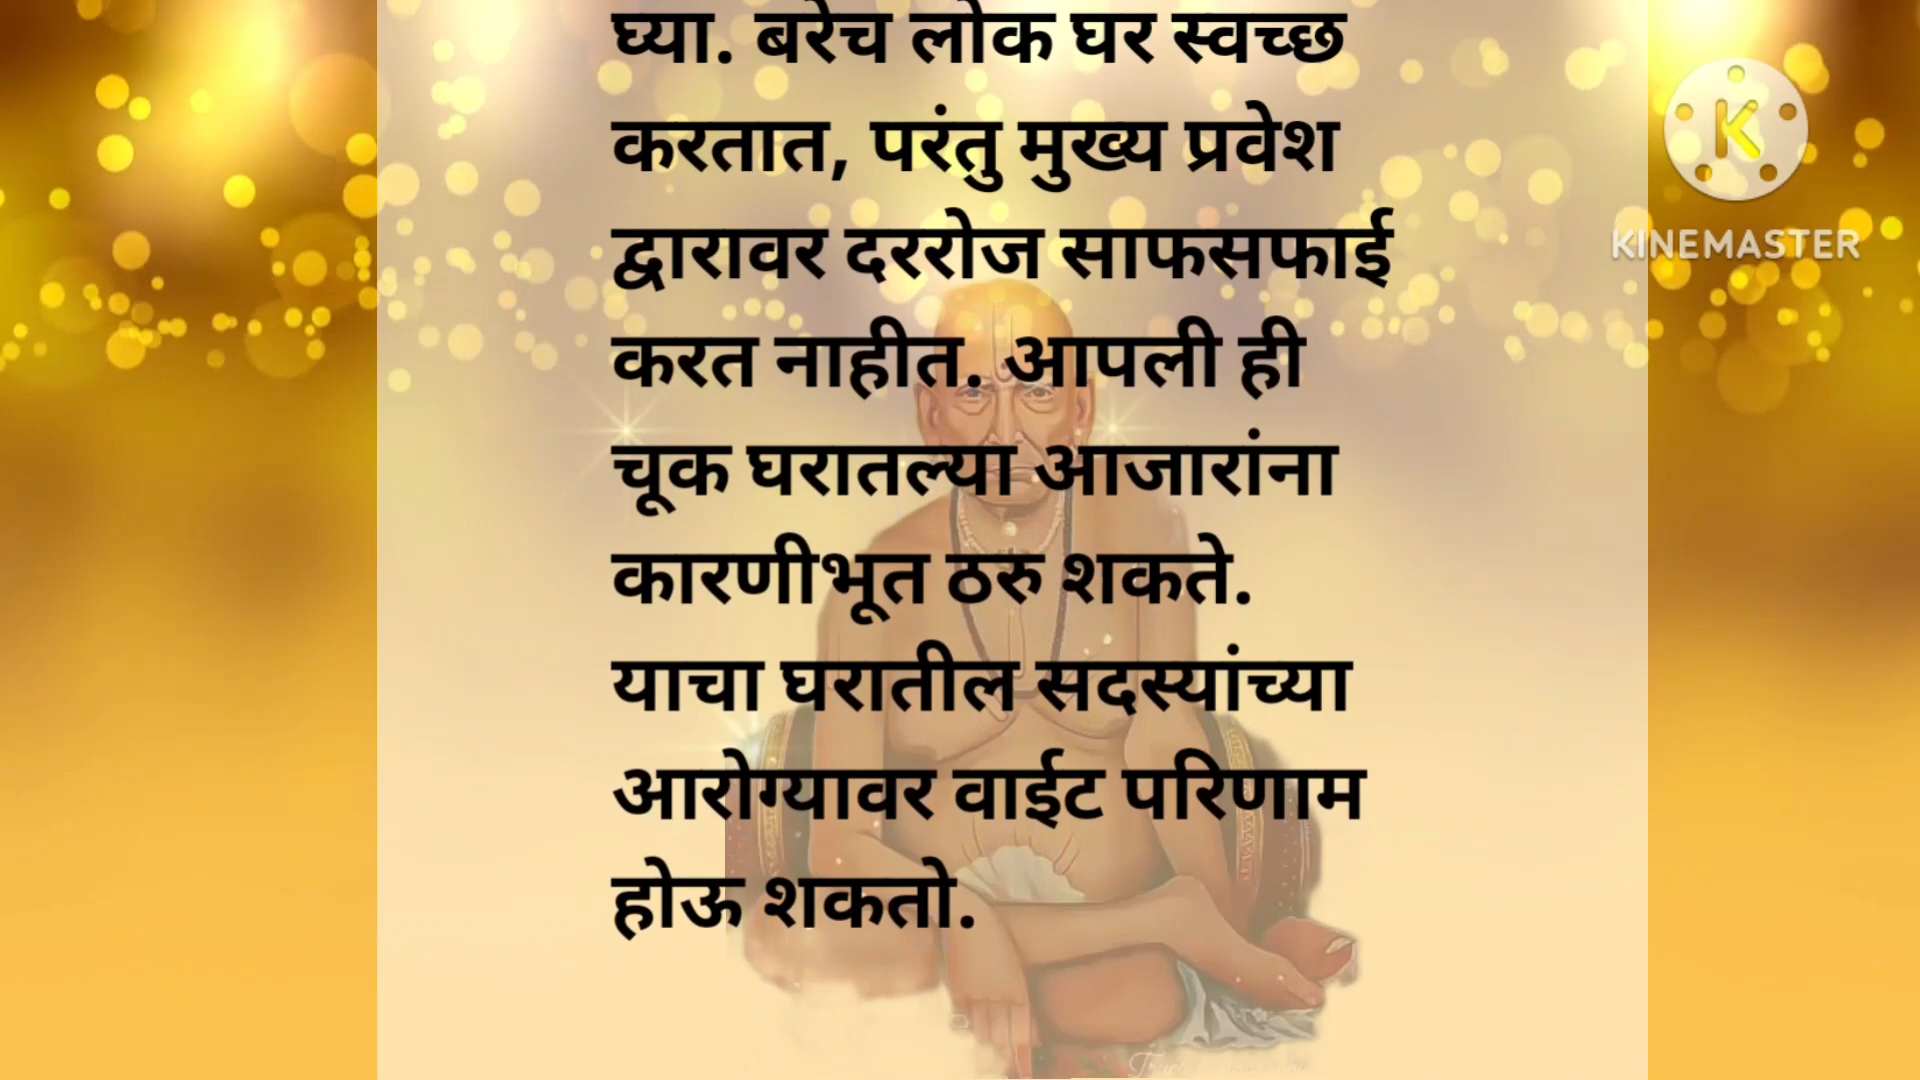 घ्या. बरेच लोक घर स्वच्छ
करतात, परंतु मुख्य प्रवेश
द्वारावर दररोज साफसफाई
करत नाहीत. आपली ही
चूक घरातल्या आजारांना
कारणीभूत ठरु शकते.
याचा घरातील सदस्यांच्या
आरोग्यावर वाईट परिणाम
होऊ शकतो.
K
KINEMASTER